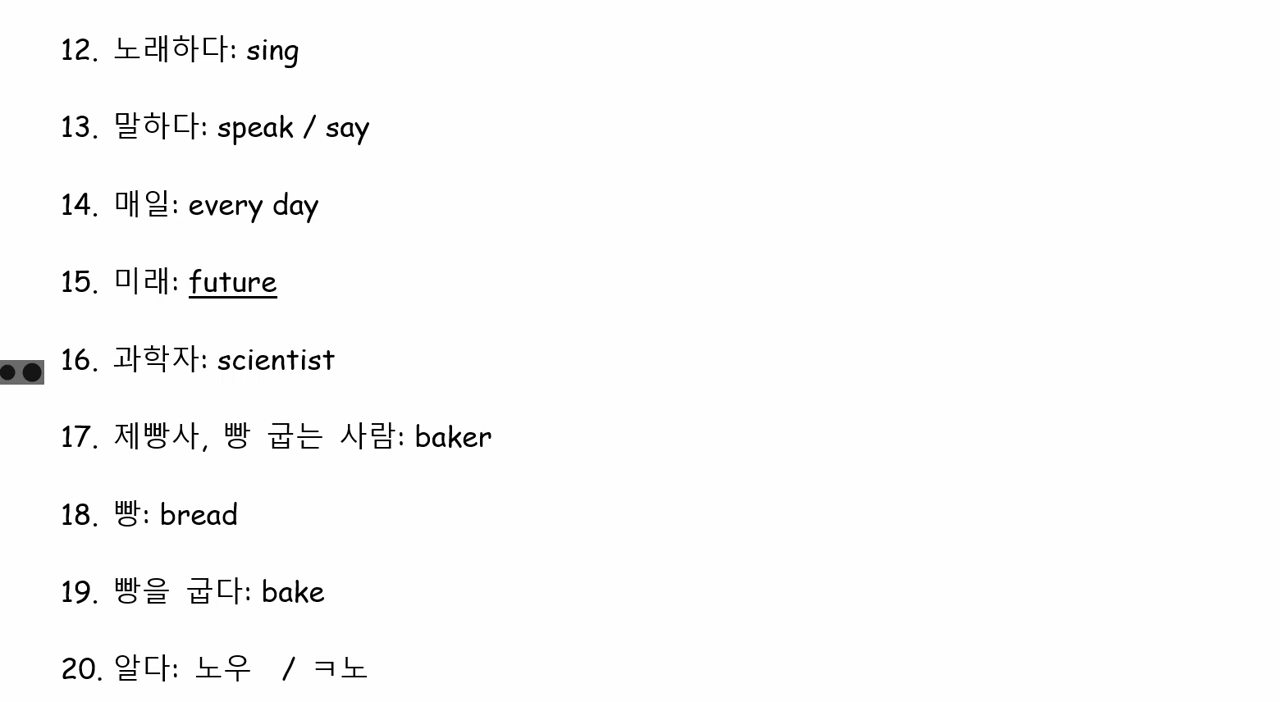 12. 노래하다: sing
13. 말하다: speak / say
14. 매일: every day
15. 미래: future
16. 과학자: scientist
17. 제빵사, 빵 굽는 사람: baker
18. 빵: bread
19. 빵을 굽다: bake
20. 알다: 노우 / ㅋ노